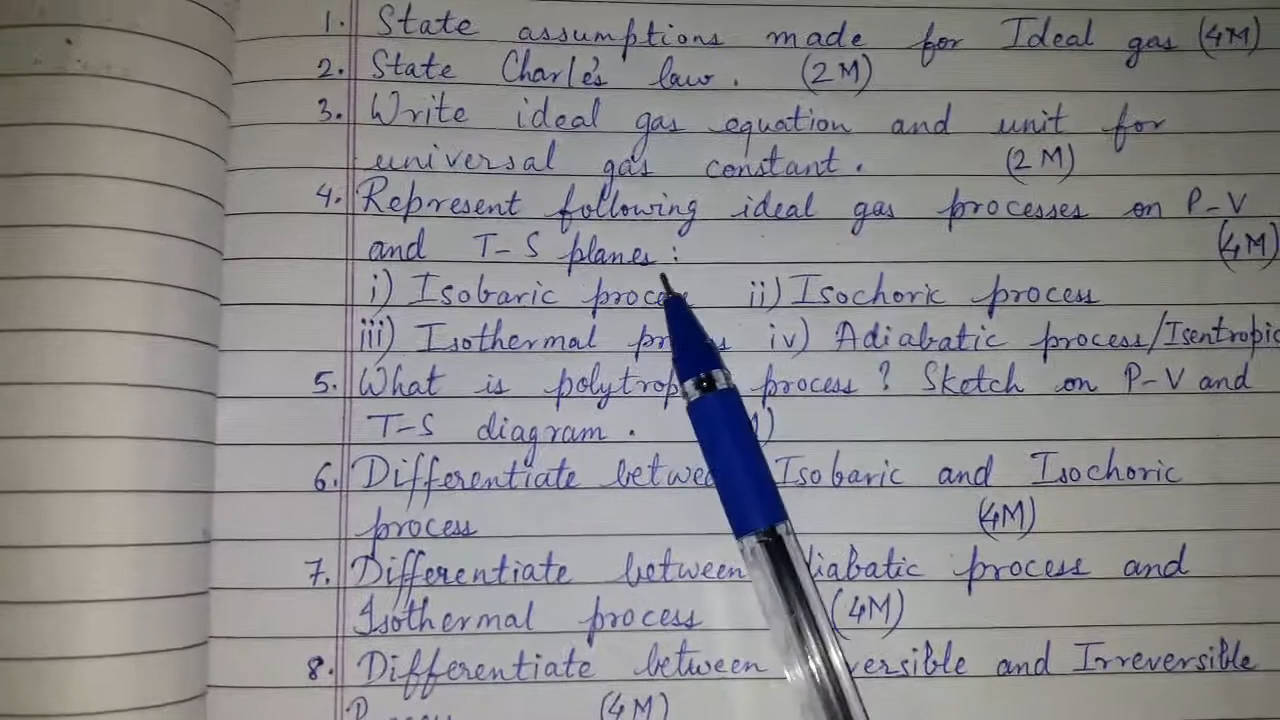 1. State assumptions made for Ideal gas (4M)
2. State Charle's law. (2M)
3. Write ideal gas equation and unit for
universal gas constant. (2M)
4. Represent following ideal gas processes on P-V
and T-S planes: (4M)
i) Isobaric process ii) Isochoric process
iii) Isothermal iv) Adiabatic process/Isentropic
5. What is process? Sketch on P-V and
T-S diagram.
6. Differentiate between Isobaric and Isochoric
process (4M)
7. Differentiate between process and
Isothermal process (4M)
8. Differentiate between and Irreversible
(4M)